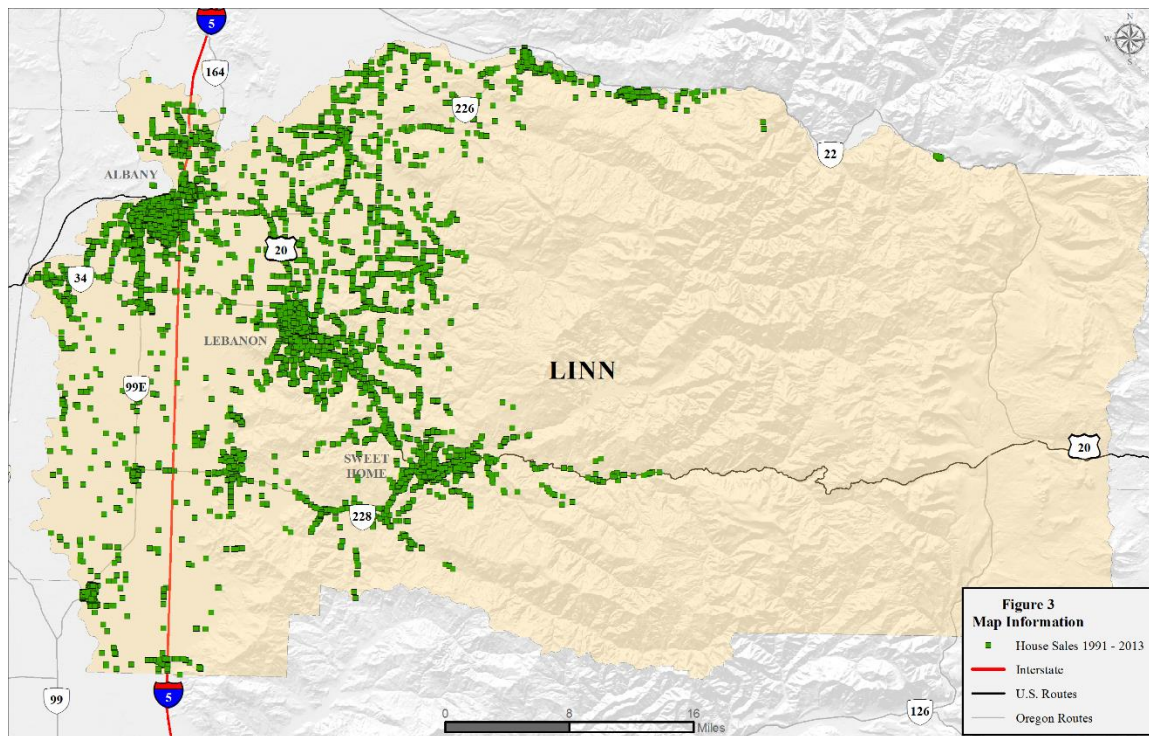 5
N
W
S
164
226
22
ALBANY
20
34
LEBANON
LINN
99E
SWEET
HOME
20
228
Figure 3
Map Information
House Sales 1991 - 2013
Interstate
U.S. Routes
Oregon Routes
5
99
126
0 8 16
Miles